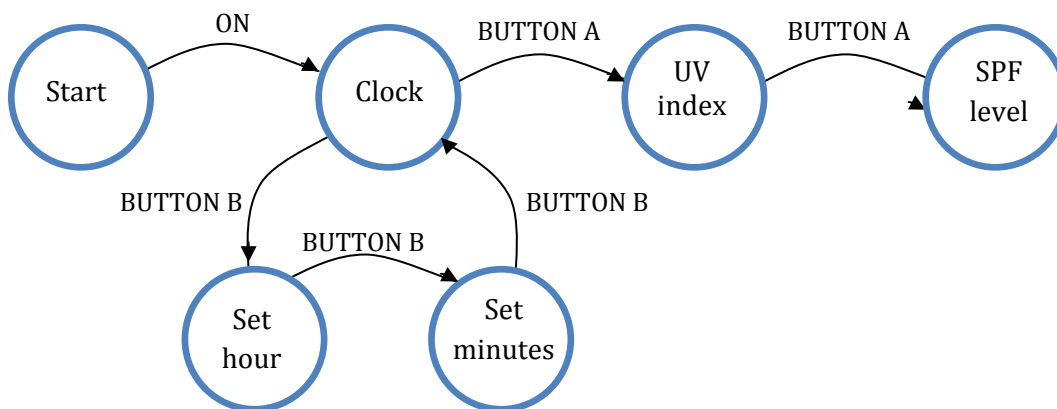 ON
BUTTON A
BUTTON A
Start
Clock
UV
index
SPF
level
BUTTON B
BUTTON B
BUTTON B
Set
hour
Set
minutes